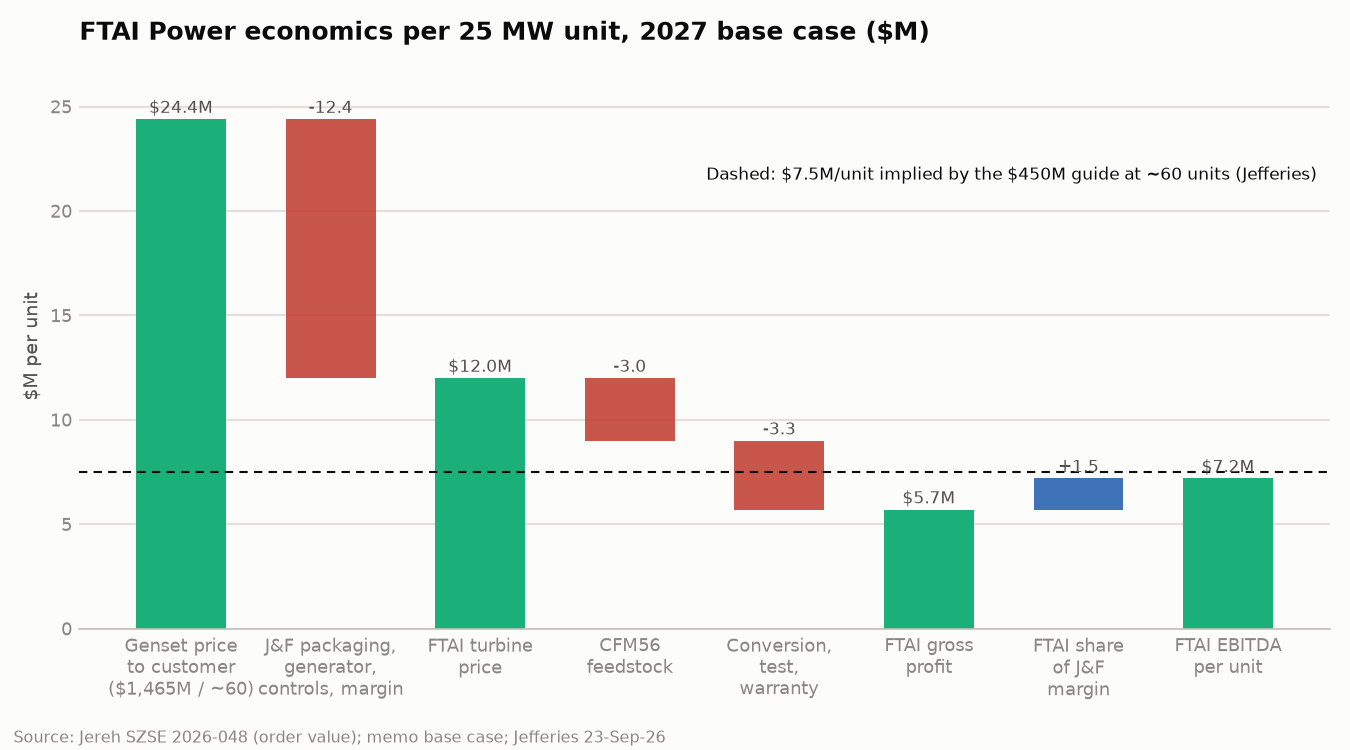 FTAI Power economics per 25 MW unit, 2027 base case ($M)
$M per unit
25
20
15
10
5
0
$24.4M
-12.4
$12.0M
-3.0
-3.3
$5.7M
+1.5
$7.2M
Dashed: $7.5M/unit implied by the $450M guide at ~60 units (Jefferies)
Genset price
to customer
($1,465M / ~60)
J&F packaging,
generator,
controls, margin
FTAI turbine
price
CFM56
feedstock
Conversion,
test,
warranty
FTAI gross
profit
FTAI share
of J&F
margin
FTAI EBITDA
per unit
Source: Jereh SZSE 2026-048 (order value); memo base case; Jefferies 23-Sep-26